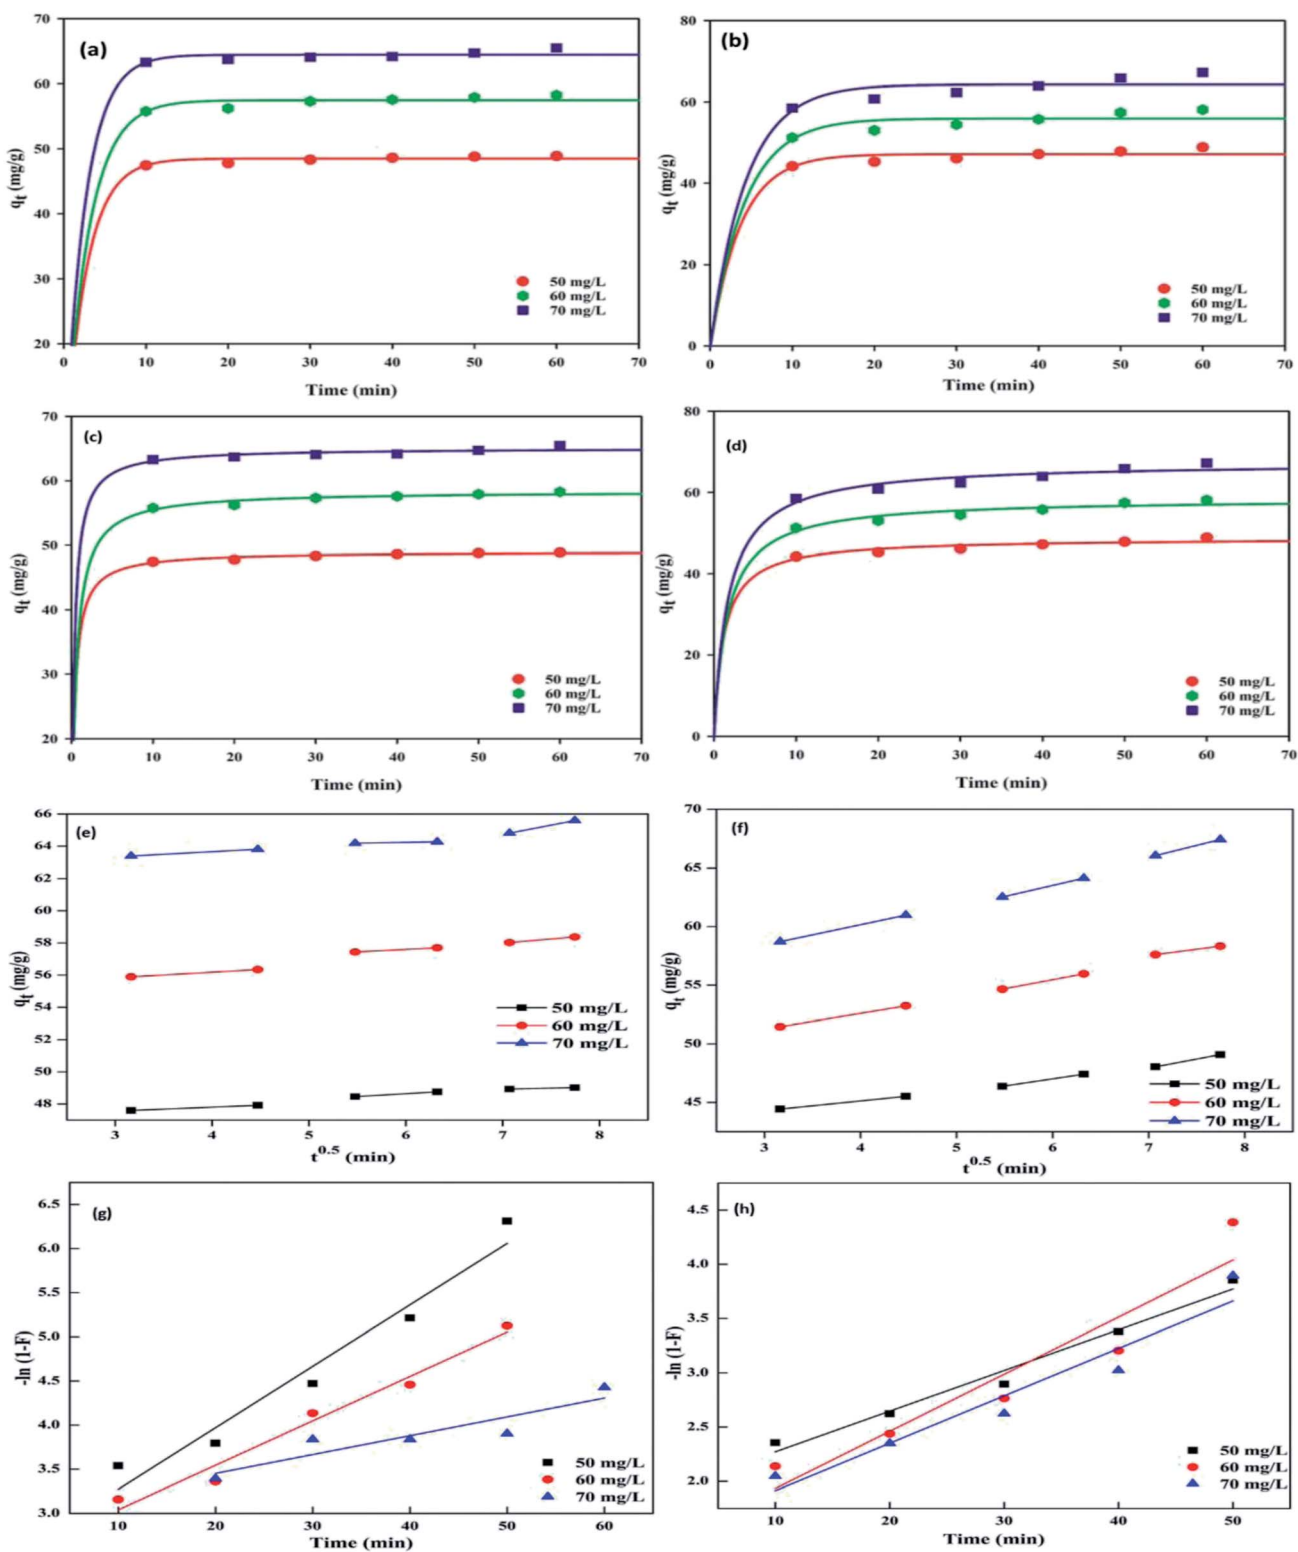 (a)
70
60
50
40
30
20
qt (mg/g)
50 mg/L
60 mg/L
70 mg/L
0 10 20 30 40 50 60 70
Time (min)
(b)
80
60
40
20
0
qt (mg/g)
50 mg/L
60 mg/L
70 mg/L
0 10 20 30 40 50 60 70
Time (min)
(c)
70
60
50
40
30
20
qt (mg/g)
50 mg/L
60 mg/L
70 mg/L
0 10 20 30 40 50 60 70
Time (min)
(d)
80
60
40
20
0
qt (mg/g)
50 mg/L
60 mg/L
70 mg/L
0 10 20 30 40 50 60 70
Time (min)
(e)
66
64
62
60
58
56
54
52
50
48
qt (mg/g)
50 mg/L
60 mg/L
70 mg/L
3 4 5 6 7 8
t^0.5 (min)
(f)
70
65
60
55
50
45
qt (mg/g)
50 mg/L
60 mg/L
70 mg/L
3 4 5 6 7 8
t^0.5 (min)
(g)
6.5
6.0
5.5
5.0
4.5
4.0
3.5
3.0
-ln (1-F)
50 mg/L
60 mg/L
70 mg/L
10 20 30 40 50 60
Time (min)
(h)
4.5
4.0
3.5
3.0
2.5
2.0
-ln (1-F)
50 mg/L
60 mg/L
70 mg/L
10 20 30 40 50
Time (min)